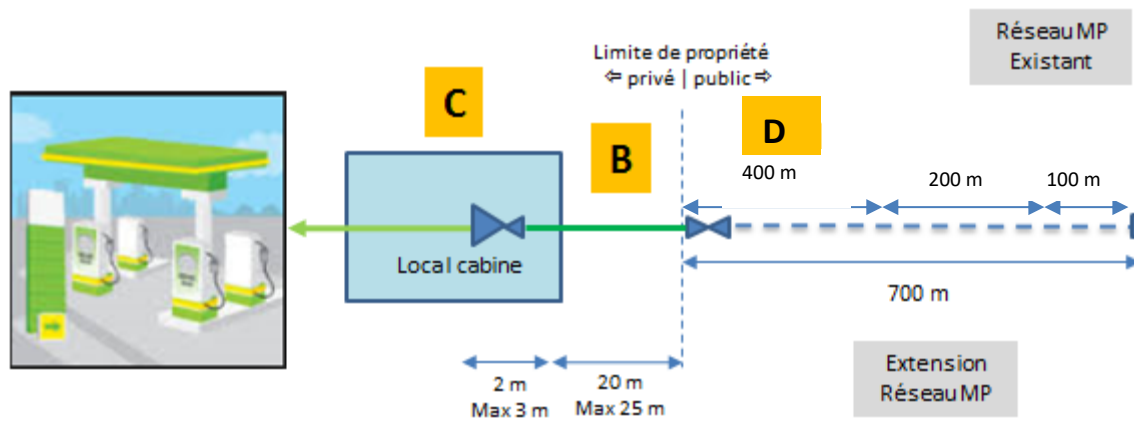 Réseau MP
Existant
Limite de propriété
⇦ privé | public ⇨
C
D
B
400 m
200 m
100 m
Local cabine
700 m
2 m
Max 3 m
20 m
Max 25 m
Extension
Réseau MP